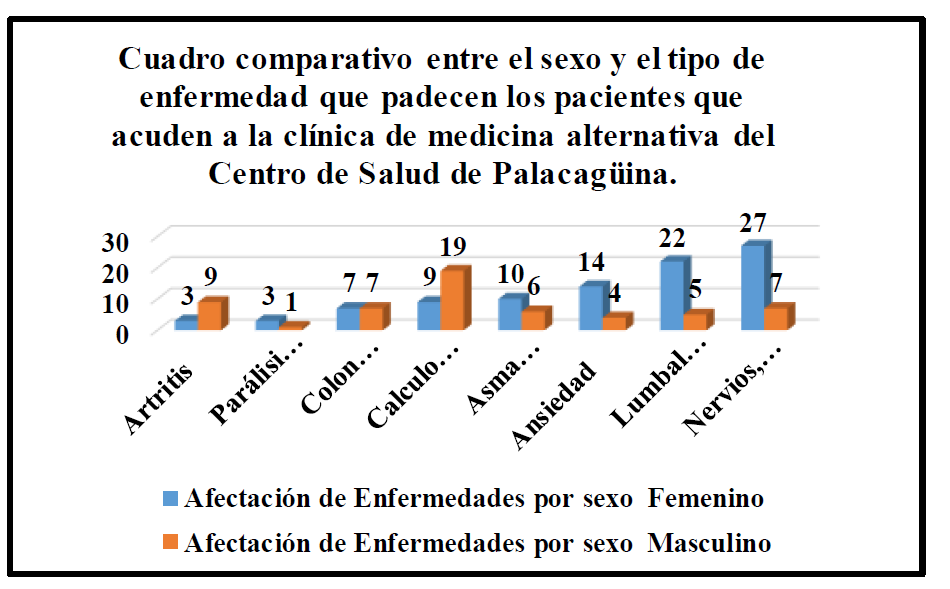 Cuadro comparativo entre el sexo y el tipo de
enfermedad que padecen los pacientes que
acuden a la clínica de medicina alternativa del
Centro de Salud de Palacagüina.
30
20
10
0
3 9
3 1
7 7
9 19
10 6
14 4
22 5
27 7
Artritis
Parálisi...
Colon...
Calculo...
Asma...
Ansiedad
Lumbal...
Nervios,...
Afectación de Enfermedades por sexo Femenino
Afectación de Enfermedades por sexo Masculino